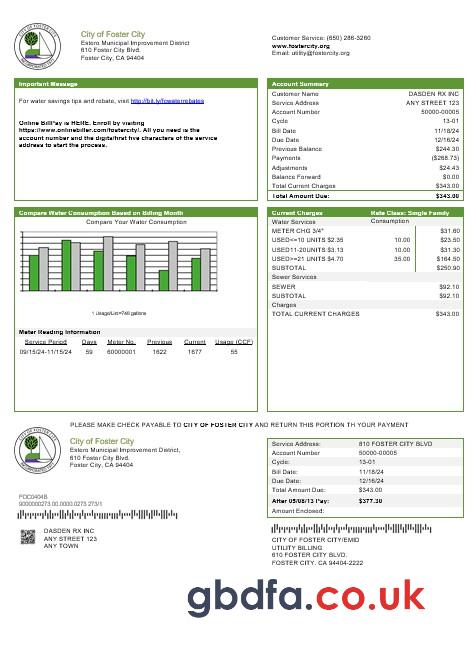 City of Foster City
Estero Municipal Improvement District
610 Foster City Blvd.
Foster City, CA 94404
Customer Service: (650) 286-3260
www.fostercity.org
Email: utility@fostercity.org
Important Message
For water savings tips and rebate, visit http://bit.ly/fcwaterrebates
Online BillPay is HERE. Enroll by visiting
https://www.onlinebiller.com/fostercity/. All you need is the
account number and the digits/first five characters of the service
address to start the process.
Account Summary
Customer Name DASDEN RX INC
Service Address ANY STREET 123
Account Number 50000-00005
Cycle 13-01
Bill Date 11/18/24
Due Date 12/16/24
Previous Balance $244.30
Payments ($268.73)
Adjustments $24.43
Balance Forward $0.00
Total Current Charges $343.00
Total Amount Due: $343.00
Compare Water Consumption Based on Billing Month
Compare Your Water Consumption
1 Usage/Unit=748 gallons
Meter Reading Information
Service Period Days Meter No. Previous Current Usage (CCF)
09/15/24-11/15/24 59 60000001 1622 1677 55
Current Charges Rate Class: Single Family
Water Services Consumption
METER CHG 3/4" $31.60
USED<=10 UNITS $2.35 10.00 $23.50
USED11-20UNITS $3.13 10.00 $31.30
USED>=21 UNITS $4.70 35.00 $164.50
SUBTOTAL $250.90
Sewer Services
SEWER $92.10
SUBTOTAL $92.10
Charges
TOTAL CURRENT CHARGES $343.00
PLEASE MAKE CHECK PAYABLE TO CITY OF FOSTER CITY AND RETURN THIS PORTION TH YOUR PAYMENT
City of Foster City
Estero Municipal Improvement District,
610 Foster City Blvd.
Foster City, CA 94404
Service Address: 810 FOSTER CITY BLVD
Account Number 50000-00005
Cycle: 13-01
Bill Date: 11/18/24
Due Date: 12/16/24
Total Amount Due: $343.00
After 05/08/13 Pay: $377.30
Amount Enclosed:
FOC0404B
9000000273 00.0000.0273 273/1
DASDEN RX INC
ANY STREET 123
ANY TOWN
CITY OF FOSTER CITY/EMID
UTILITY BILLING
610 FOSTER CITY BLVD.
FOSTER CITY. CA 94404-2222
gbdfa.co.uk